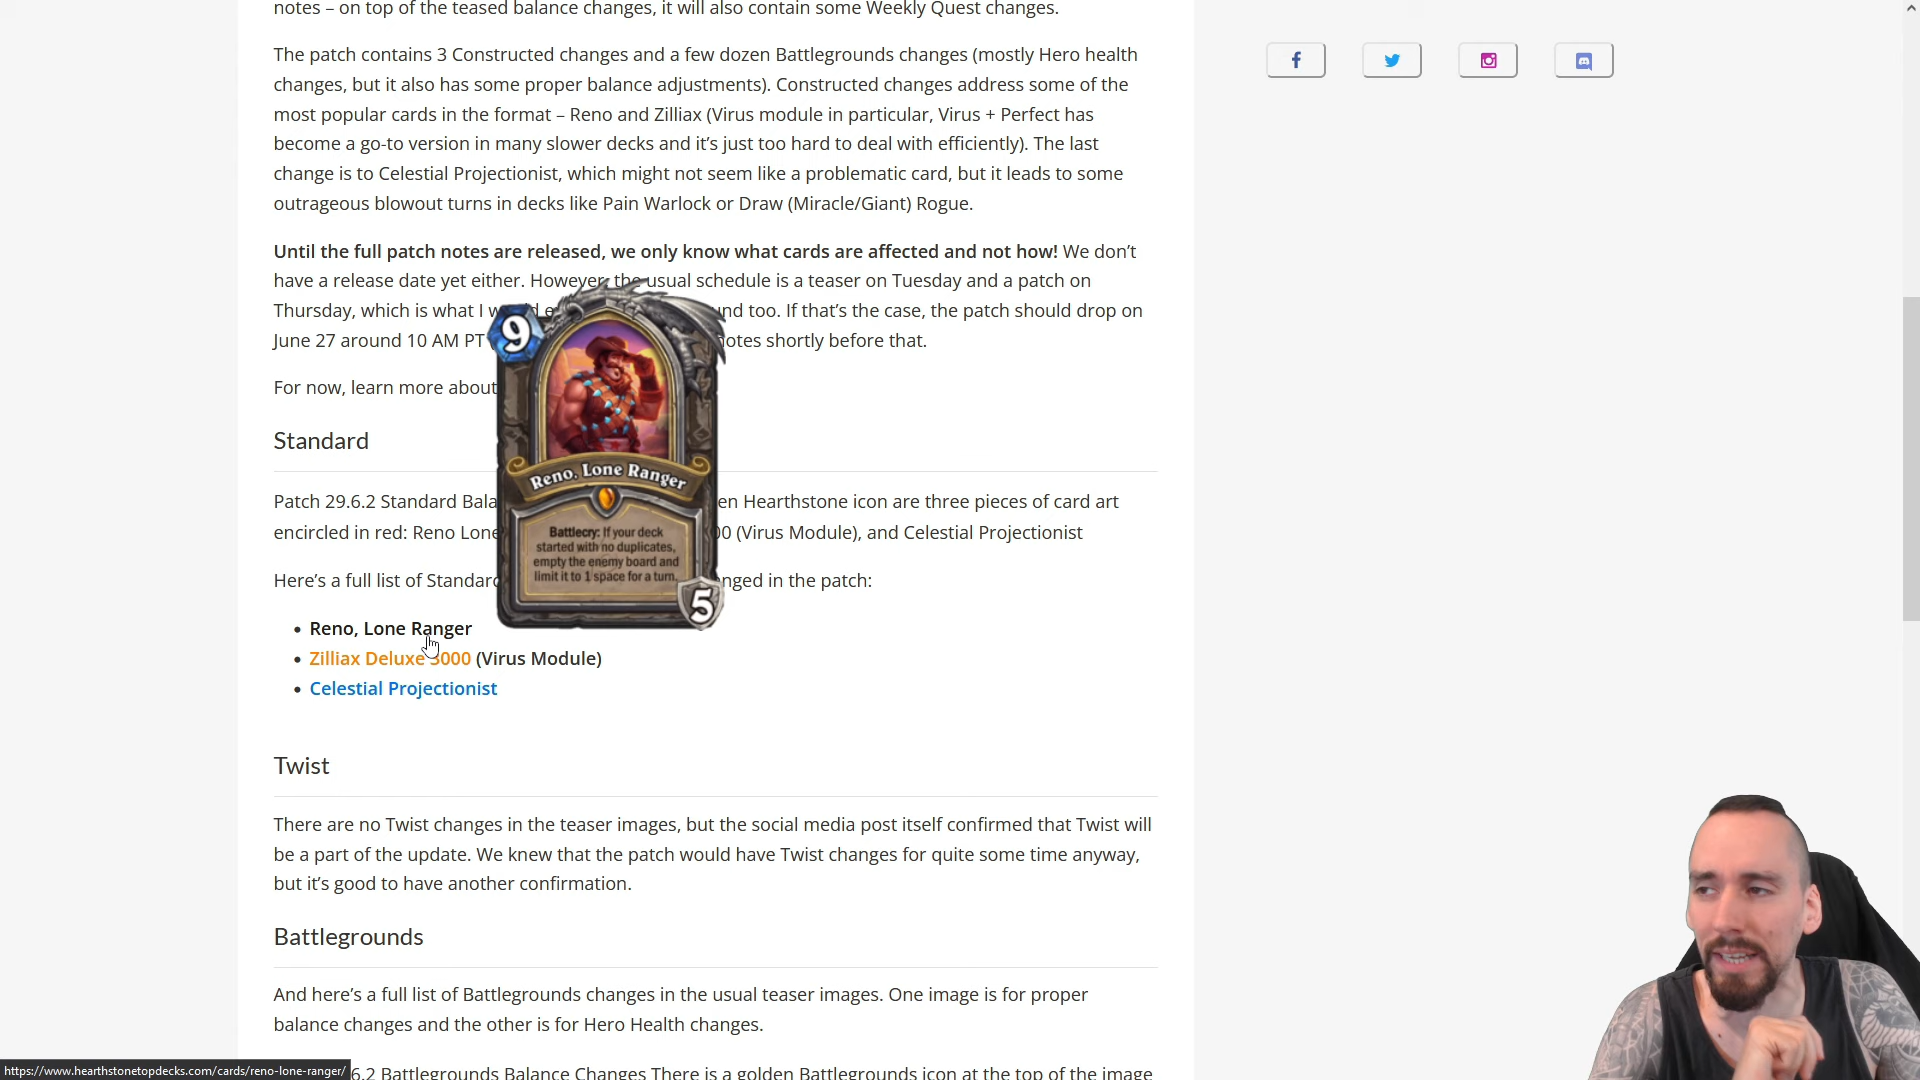 notes – on top of the teased balance changes, it will also contain some Weekly Quest changes.
The patch contains 3 Constructed changes and a few dozen Battlegrounds changes (mostly Hero health
changes, but it also has some proper balance adjustments). Constructed changes address some of the
most popular cards in the format – Reno and Zilliax (Virus module in particular, Virus + Perfect has
become a go-to version in many slower decks and it's just too hard to deal with efficiently). The last
change is to Celestial Projectionist, which might not seem like a problematic card, but it leads to some
outrageous blowout turns in decks like Pain Warlock or Draw (Miracle/Giant) Rogue.
Until the full patch notes are released, we only know what cards are affected and not how! We don't
have a release date yet either. However, the usual schedule is a teaser on Tuesday and a patch on
Thursday, which is what I nd too. If that's the case, the patch should drop on
June 27 around 10 AM PT otes shortly before that.
For now, learn more about
9
Reno, Lone Ranger
Battlecry: If your deck
started with no duplicates,
empty the enemy board and
limit it to 1 space for a turn.
5
Standard
Patch 29.6.2 Standard Bala en Hearthstone icon are three pieces of card art
encircled in red: Reno Lone 00 (Virus Module), and Celestial Projectionist
Here's a full list of Standard nged in the patch:
• Reno, Lone Ranger
• Zilliax Deluxe 3000 (Virus Module)
• Celestial Projectionist
Twist
There are no Twist changes in the teaser images, but the social media post itself confirmed that Twist will
be a part of the update. We knew that the patch would have Twist changes for quite some time anyway,
but it's good to have another confirmation.
Battlegrounds
And here's a full list of Battlegrounds changes in the usual teaser images. One image is for proper
balance changes and the other is for Hero Health changes.
6.2 Battlegrounds Balance Changes There is a golden Battlegrounds icon at the top of the image
https://www.hearthstonetopdecks.com/cards/reno-lone-ranger/